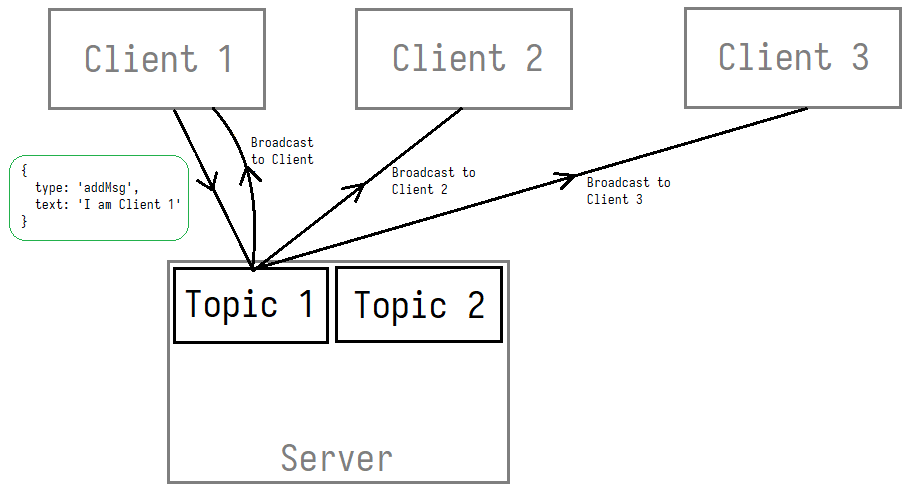 Client 1
Client 2
Client 3
Broadcast
to Client
{
type: 'addMsg',
text: 'I am Client 1'
}
Broadcast to
Client 2
Broadcast to
Client 3
Topic 1
Topic 2
Server